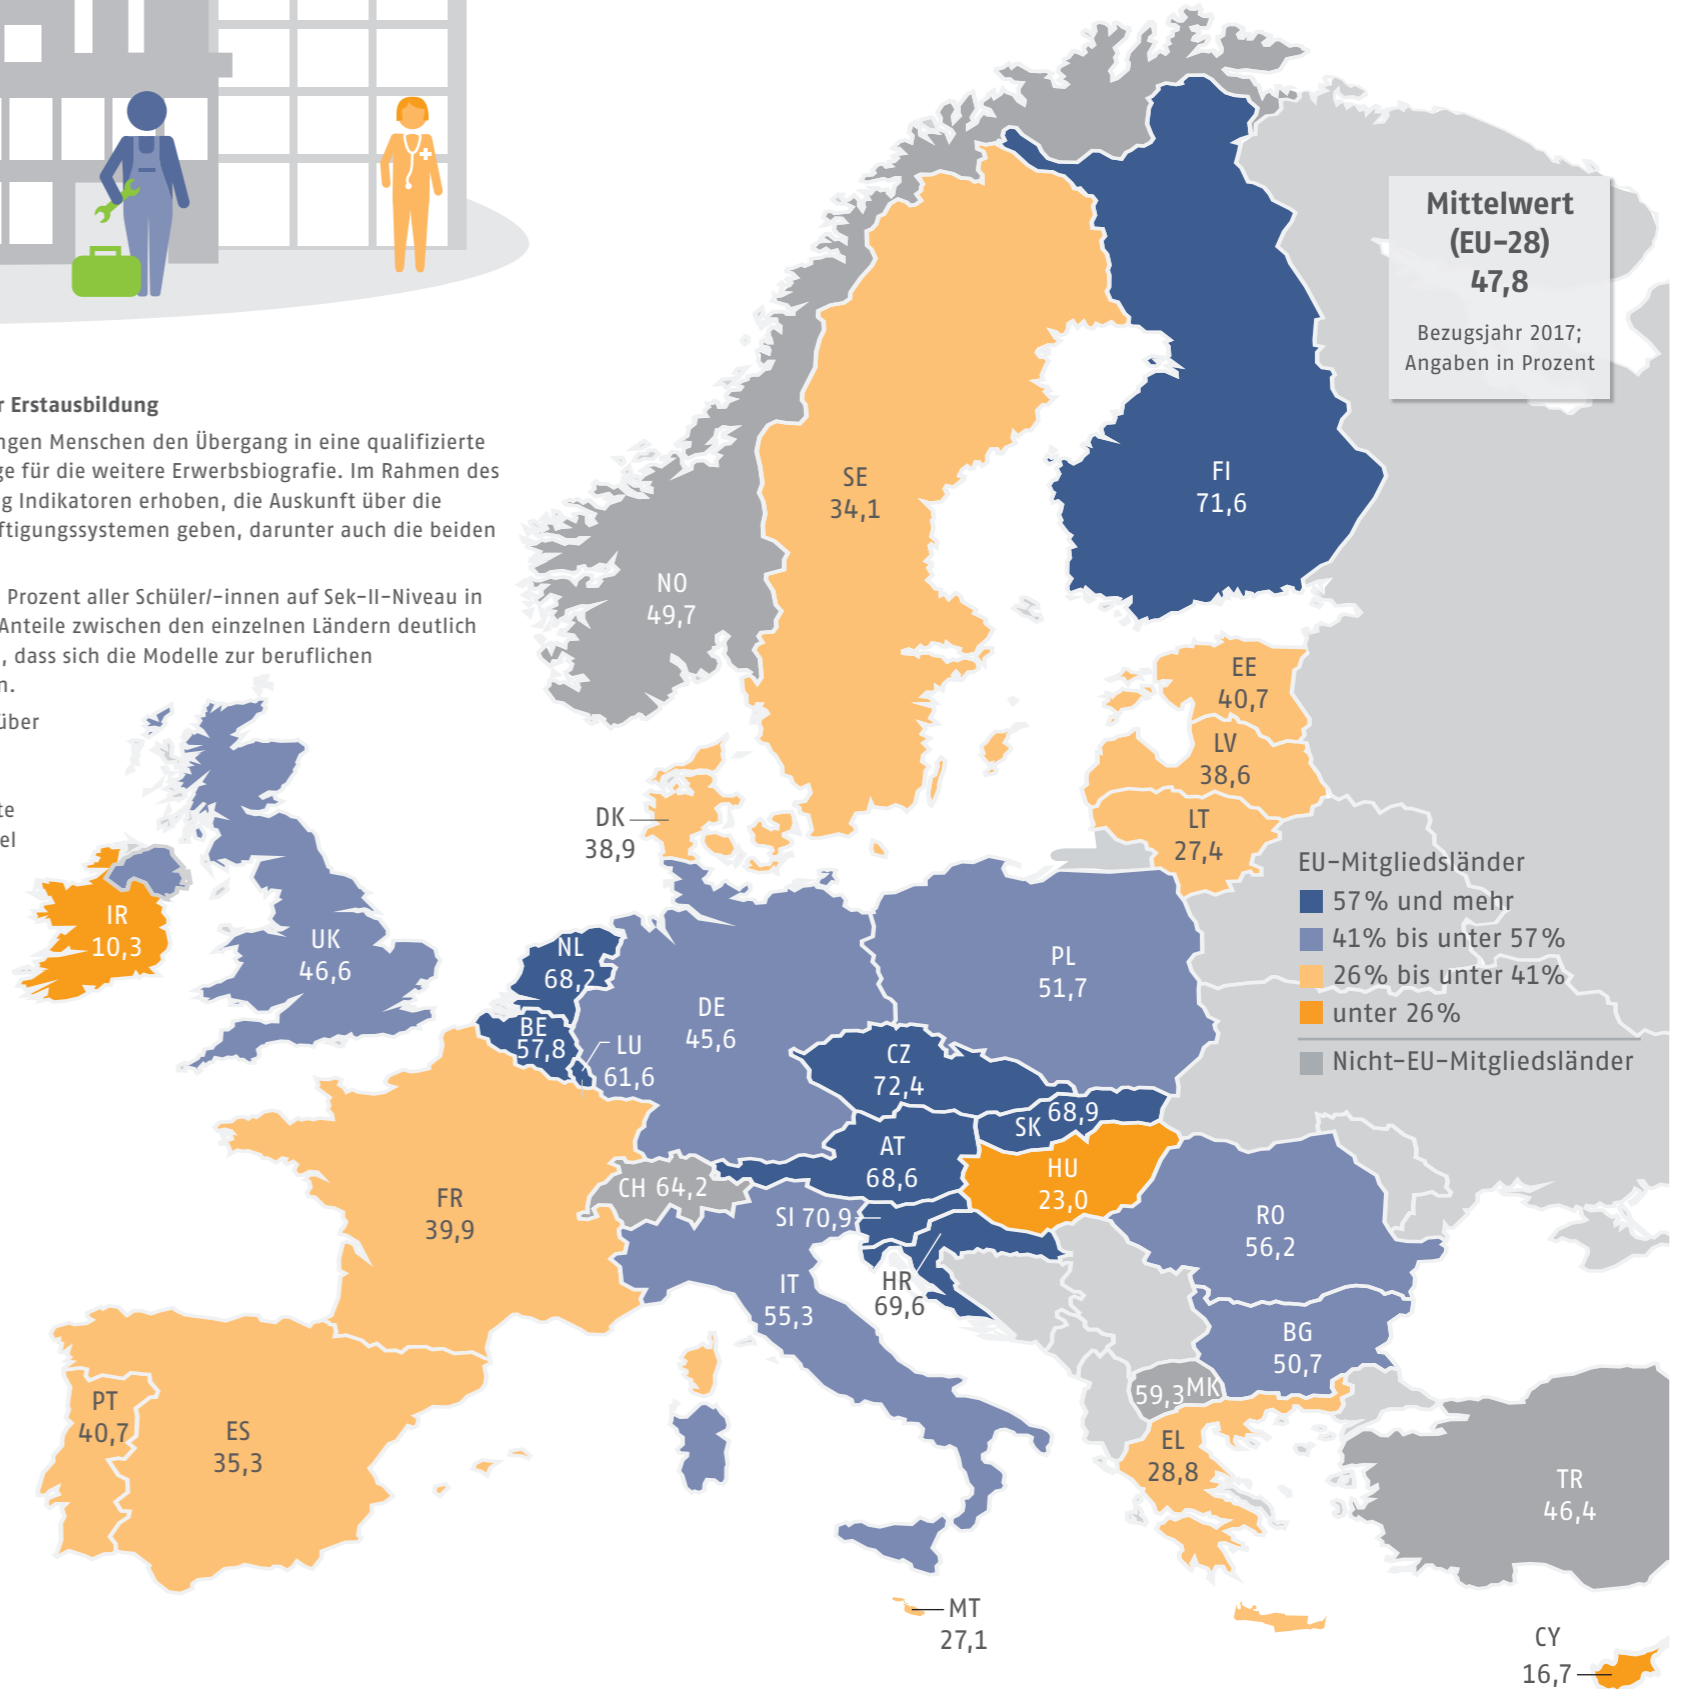 Mittelwert
(EU-28)
47,8
Bezugsjahr 2017;
Angaben in Prozent
Erstausbildung
Menschen den Übergang in eine qualifizierte
für die weitere Erwerbsbiografie. Im Rahmen des
Indikatoren erhoben, die Auskunft über die
geben, darunter auch die beiden
Prozent aller Schüler/-innen auf Sek-II-Niveau in
Anteile zwischen den einzelnen Ländern deutlich
, dass sich die Modelle zur beruflichen
über
FI
71,6
SE
34,1
NO
49,7
EE
40,7
LV
38,6
LT
27,4
DK
38,9
IR
10,3
UK
46,6
NL
68,2
BE
57,8
LU
61,6
DE
45,6
PL
51,7
EU-Mitgliedsländer
57% und mehr
41% bis unter 57%
26% bis unter 41%
unter 26%
Nicht-EU-Mitgliedsländer
CZ
72,4
SK 68,9
AT
68,6
HU
23,0
CH 64,2
SI 70,9
HR
69,6
FR
39,9
IT
55,3
RO
56,2
BG
50,7
59,3 MK
PT
40,7
ES
35,3
EL
28,8
TR
46,4
MT
27,1
CY
16,7